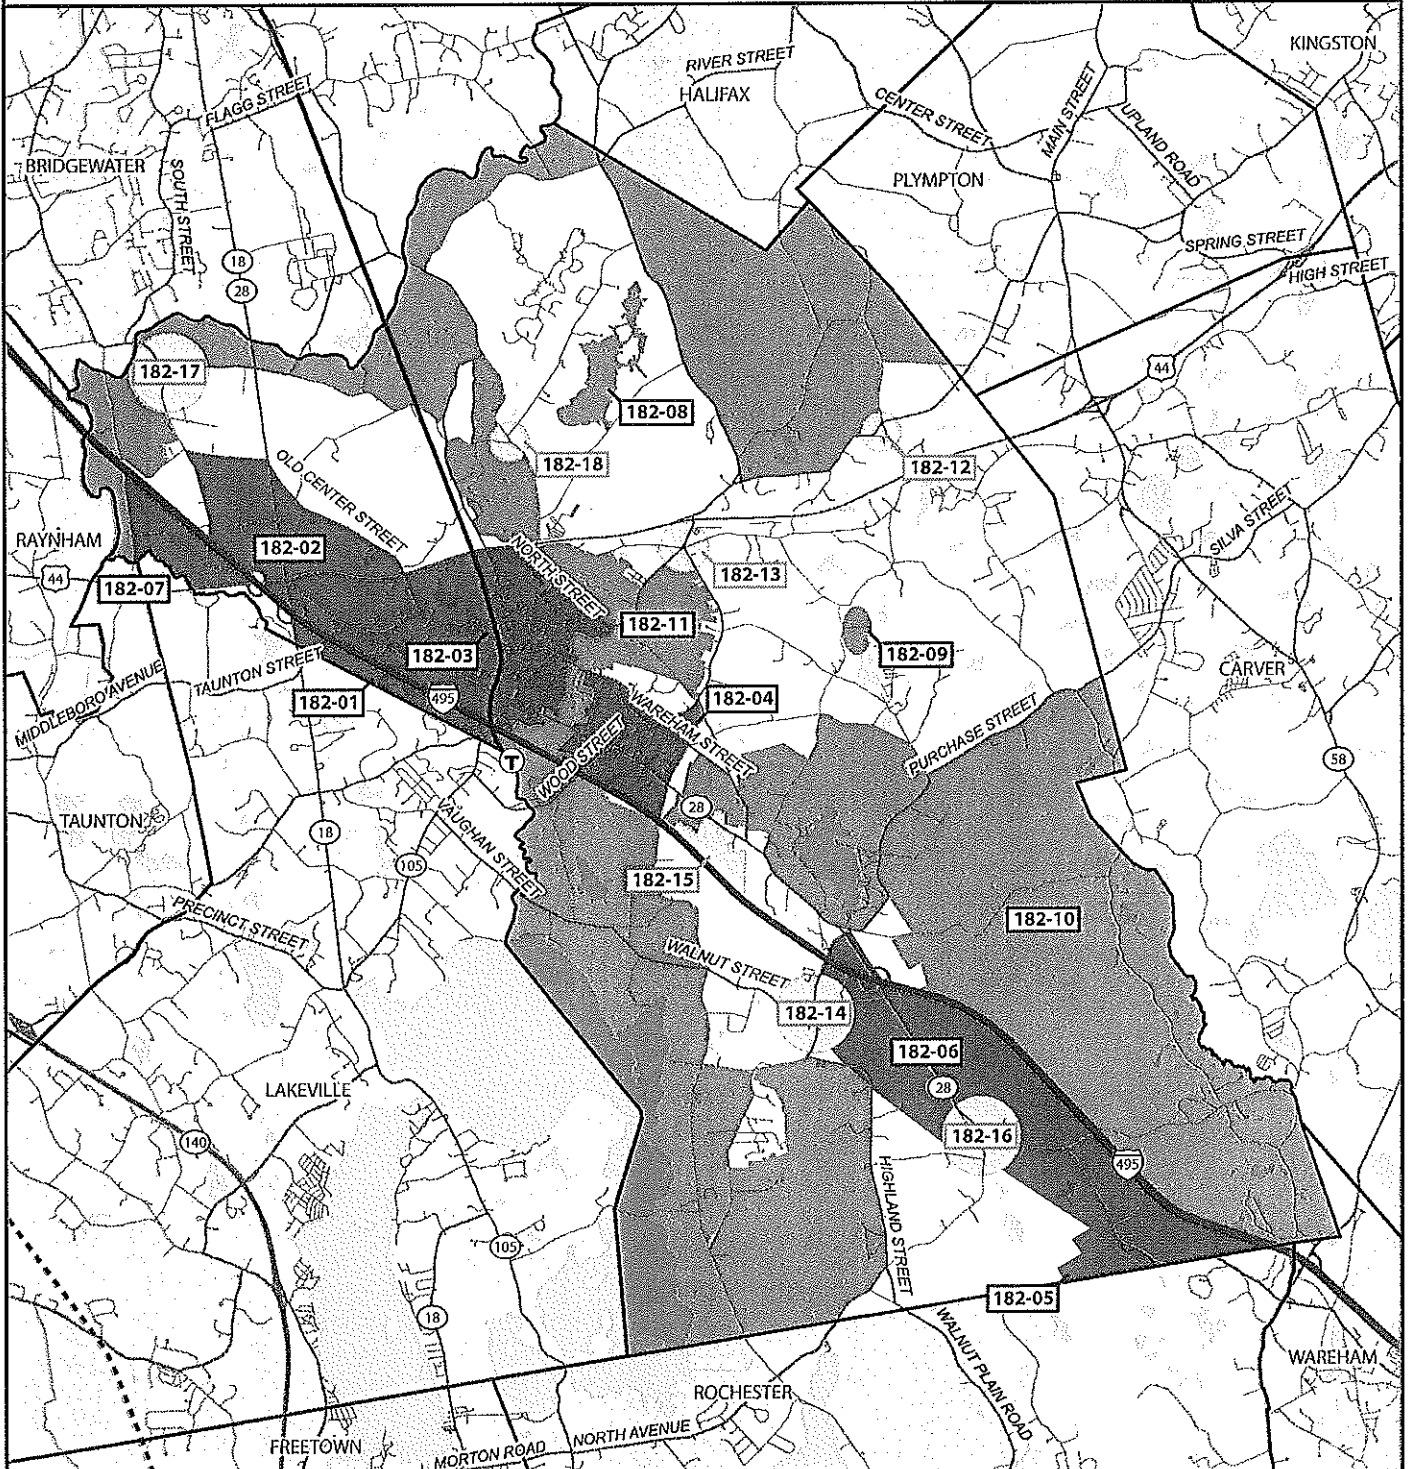 KINGSTON
RIVER STREET
HALIFAX
CENTER STREET
MAIN STREET
UPLAND ROAD
FLAGG STREET
BRIDGEWATER
SOUTH STREET
PLYMPTON
SPRING STREET
HIGH STREET
18
28
44
182-17
182-08
182-18
182-12
OLD CENTER STREET
RAYNHAM
44
182-02
NORTH STREET
SILVA STREET
182-07
182-13
182-11
182-03
182-09
CARVER
MIDDLEBORO AVENUE
TAUNTON STREET
182-01
495
182-04
WAREHAM STREET
PURCHASE STREET
T
WOOD STREET
58
28
TAUNTON
18
VAUGHAN STREET
105
182-15
PRECINCT STREET
182-10
WALNUT STREET
182-14
182-06
28
LAKEVILLE
140
182-16
495
HIGHLAND STREET
105
182-05
18
WALNUT PLAIN ROAD
WAREHAM
ROCHESTER
FREETOWN
MORTON ROAD
NORTH AVENUE